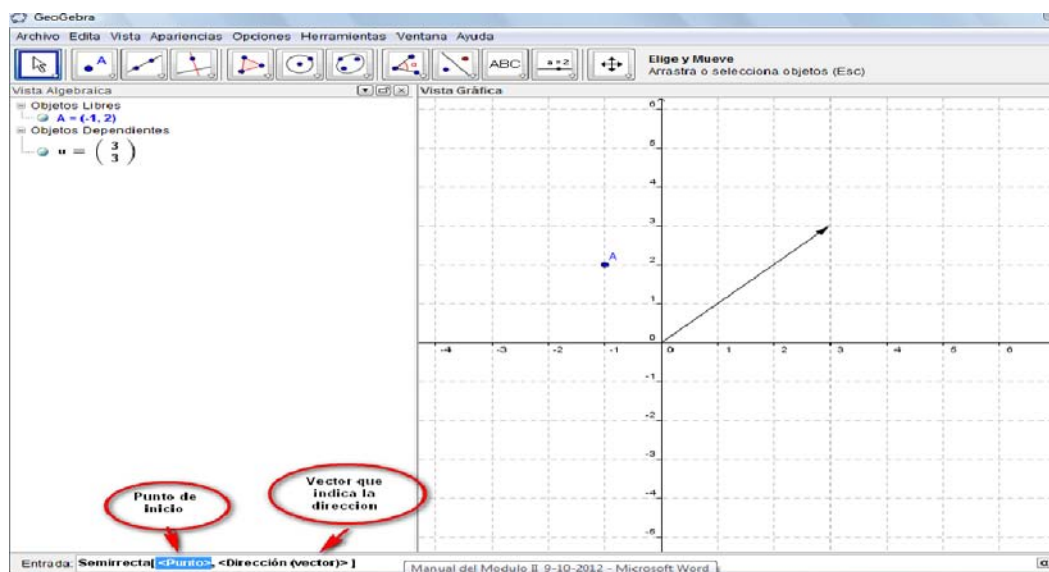 GeoGebra
Archivo Edita Vista Apariencias Opciones Herramientas Ventana Ayuda
A
ABC
a = 2
Elige y Mueve
Arrastra o selecciona objetos (Esc)
Vista Algebraica
Vista Gráfica
Objetos Libres
A = (-1, 2)
Objetos Dependientes
u = ( 3
3 )
6
5
4
3
A
2
1
0
-4 -3 -2 -1 0 1 2 3 4 5 6
-1
-2
-3
-4
-5
Punto de
inicio
Vector que
indica la
direccion
Entrada: Semirrecta[ <Punto>, <Dirección (vector)> ]
Manual del Modulo II 9-10-2012 - Microsoft Word
α